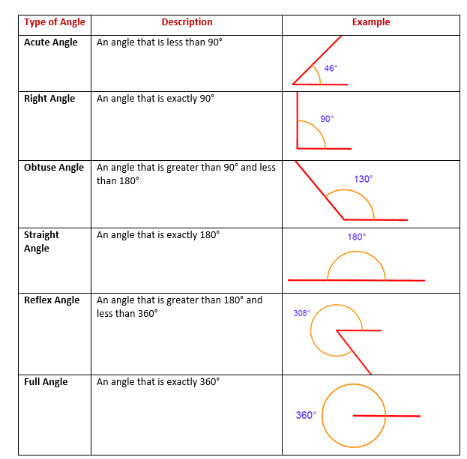 Type of Angle Description Example
Acute Angle An angle that is less than 90°
46°
Right Angle An angle that is exactly 90°
90°
Obtuse Angle An angle that is greater than 90° and less
than 180°
130°
Straight An angle that is exactly 180°
Angle
180°
Reflex Angle An angle that is greater than 180° and
less than 360°
308°
Full Angle An angle that is exactly 360°
360°